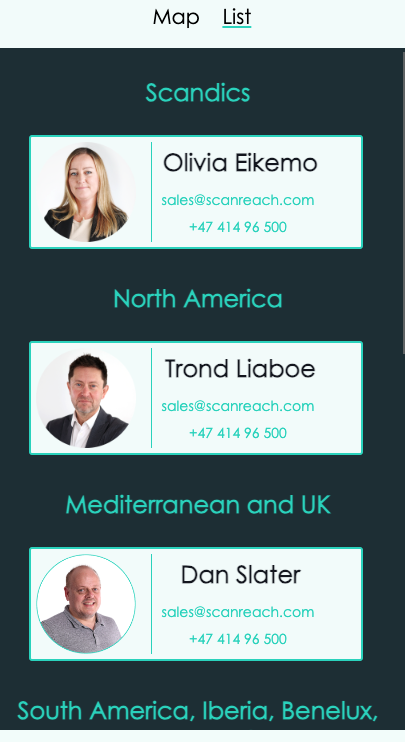 Map List
Scandics
Olivia Eikemo
sales@scanreach.com
+47 414 96 500
North America
Trond Liaboe
sales@scanreach.com
+47 414 96 500
Mediterranean and UK
Dan Slater
sales@scanreach.com
+47 414 96 500
South America, Iberia, Benelux,